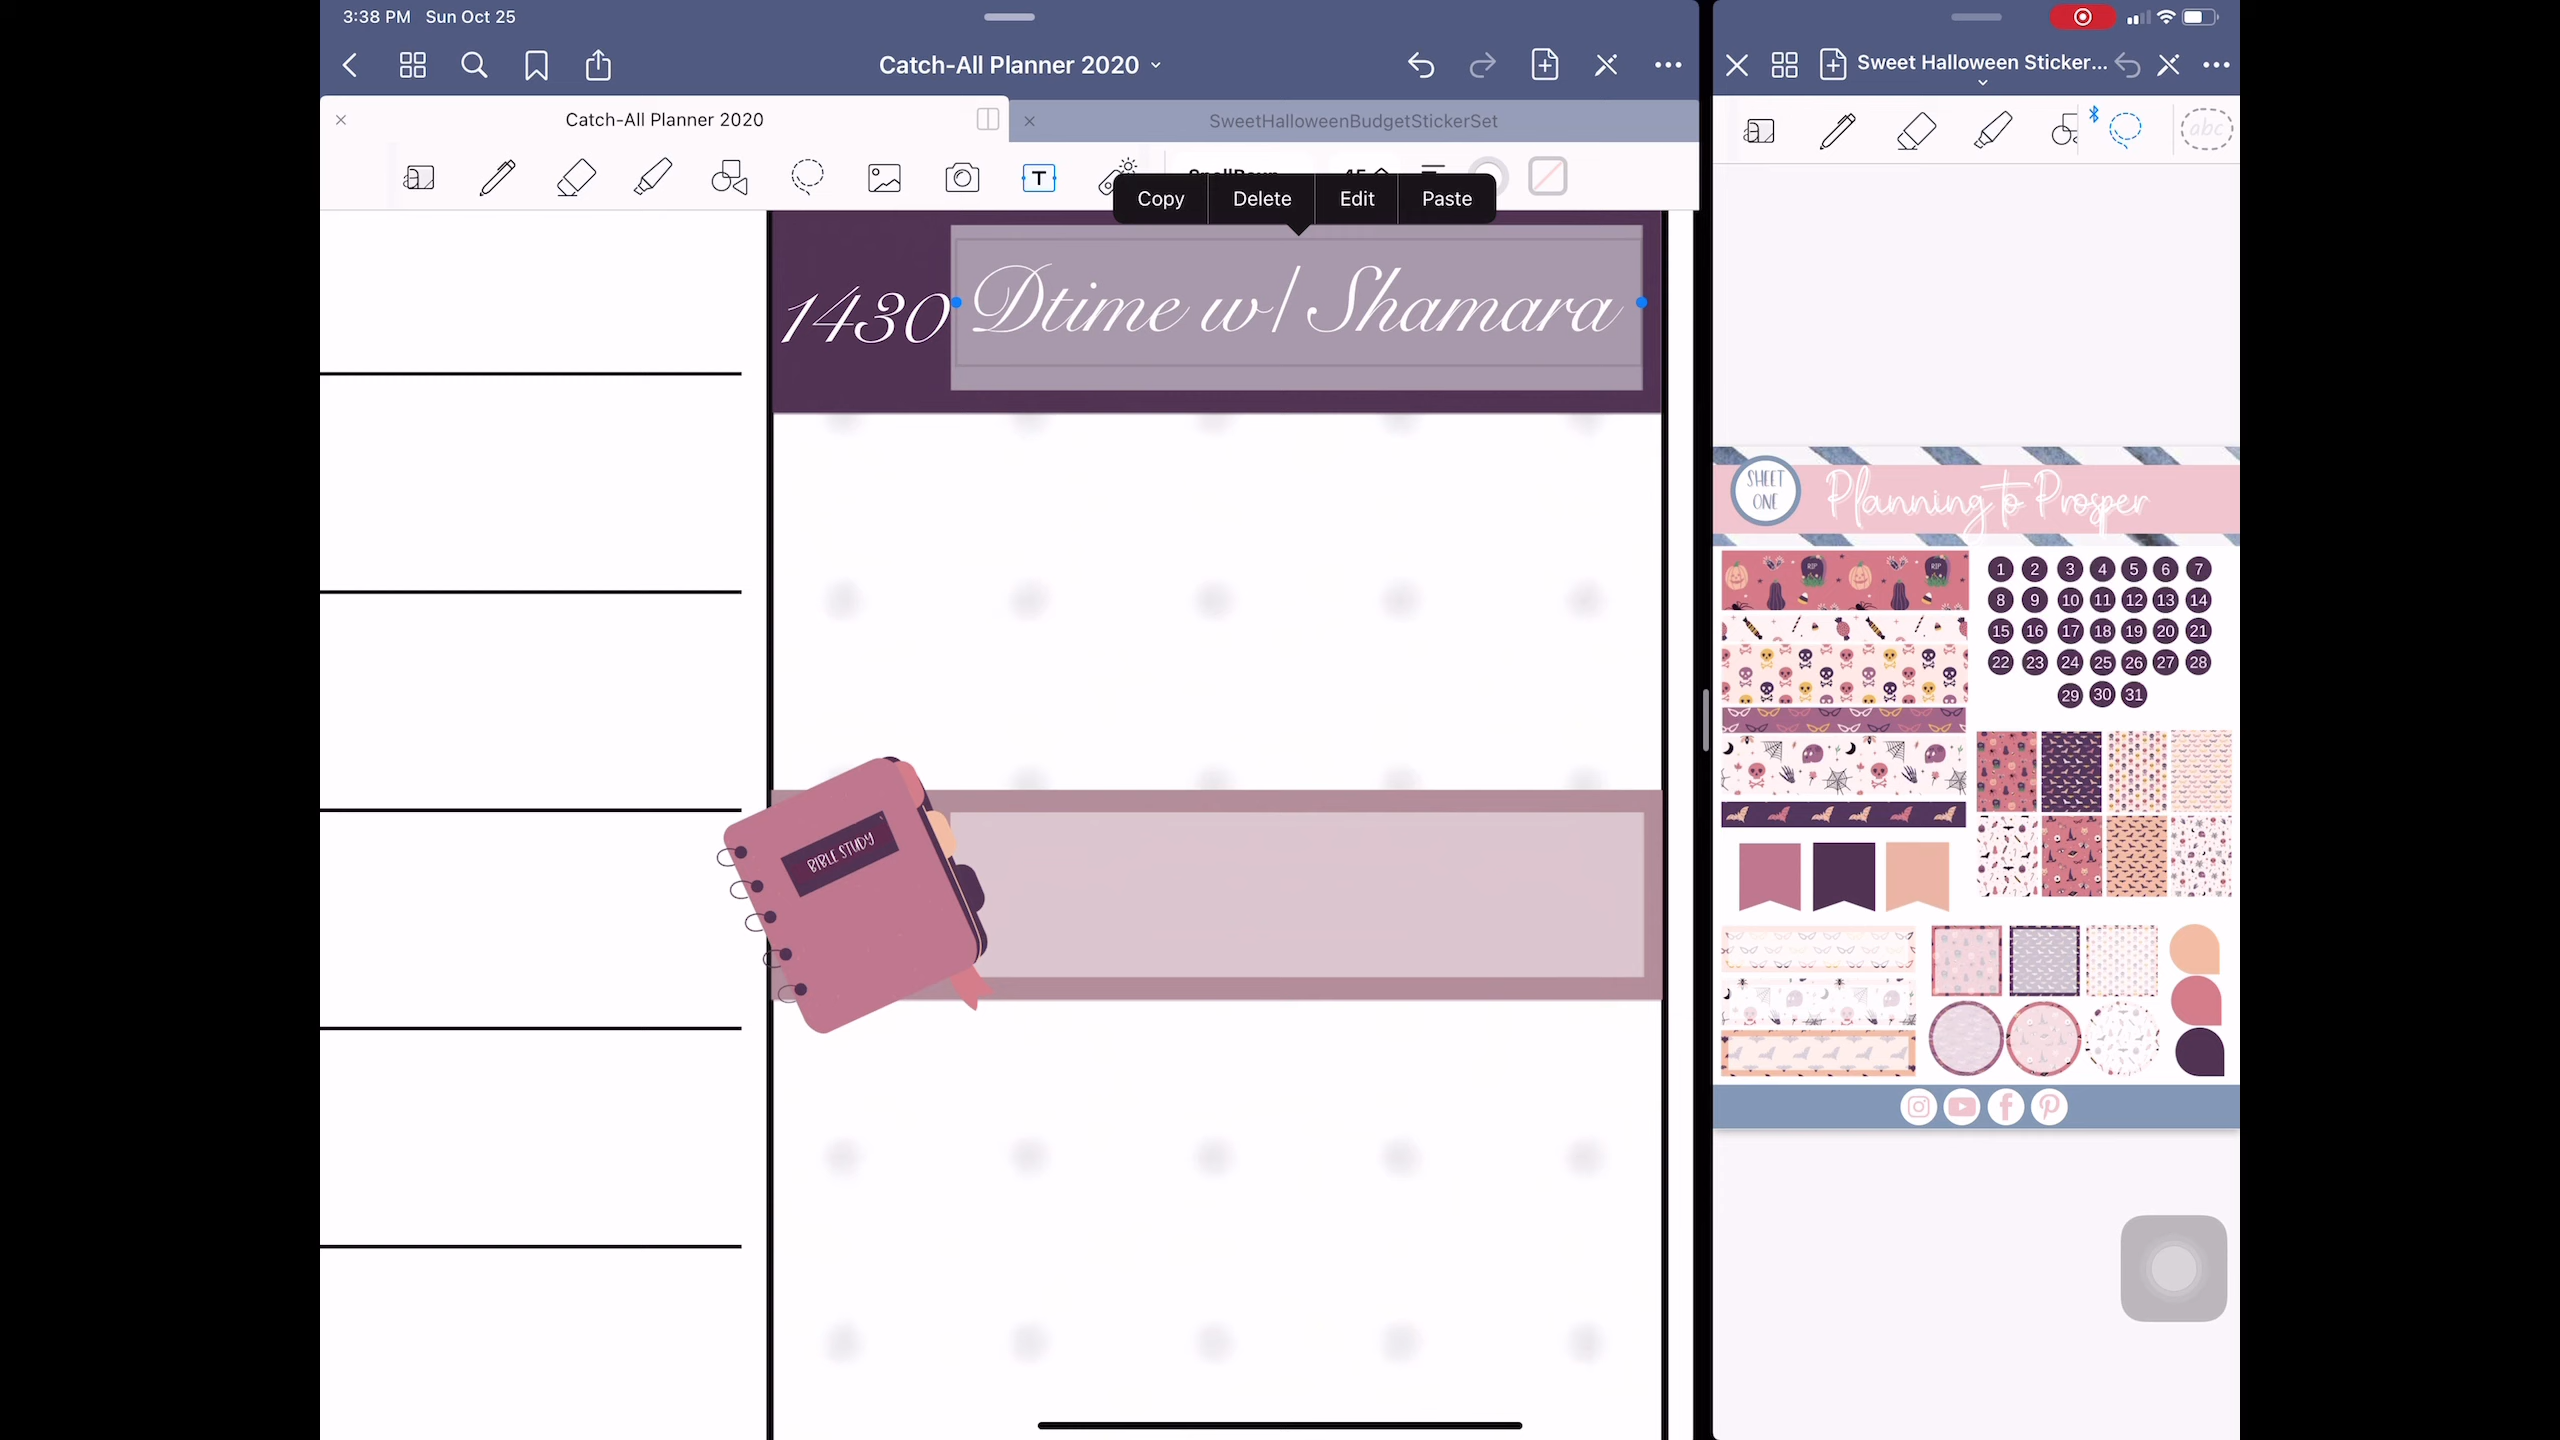 3:38 PM Sun Oct 25
Catch-All Planner 2020
Sweet Halloween Sticker...
Catch-All Planner 2020
SweetHalloweenBudgetStickerSet
abc
T
Copy Delete Edit Paste
1430 Dtime w/ Shamara
SHEET
ONE
Planning to Prosper
RIP RIP
1 2 3 4 5 6 7
8 9 10 11 12 13 14
15 16 17 18 19 20 21
22 23 24 25 26 27 28
29 30 31
BIBLE STUDY